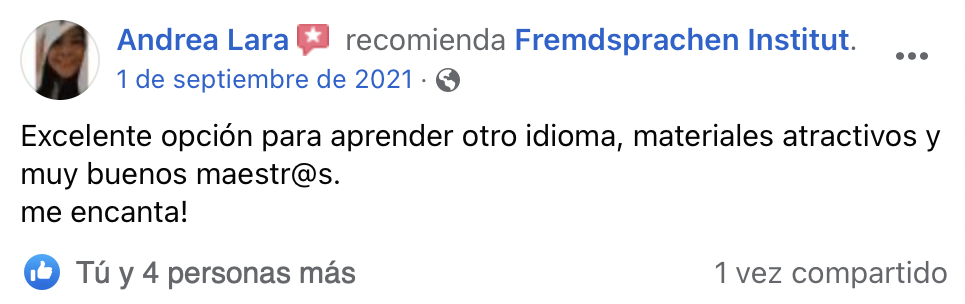 Andrea Lara recomienda Fremdsprachen Institut.
1 de septiembre de 2021 ·
Excelente opción para aprender otro idioma, materiales atractivos y
muy buenos maestr@s.
me encanta!
Tú y 4 personas más 1 vez compartido